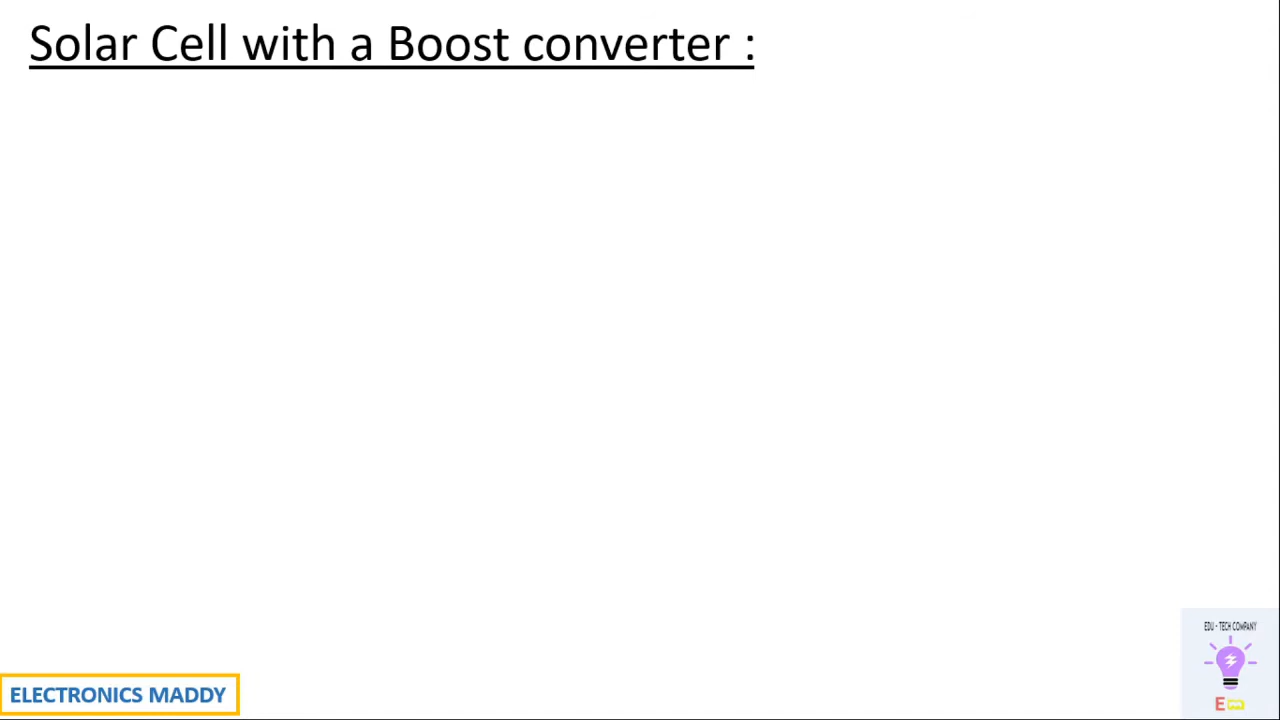 Solar Cell with a Boost converter :
EDU - TECH COMPANY
ELECTRONICS MADDY